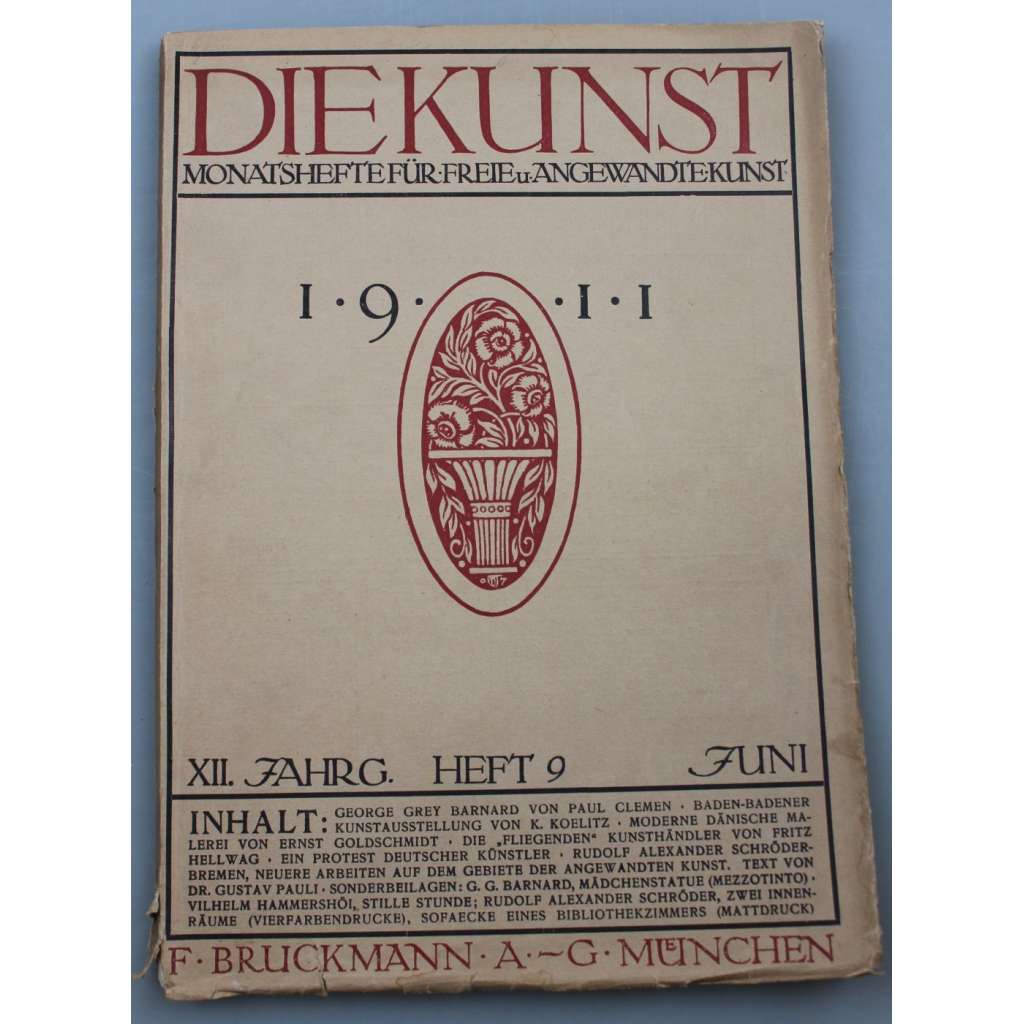 DIE KUNST
MONATSHEFTE FÜR·FREIE u·ANGEWANDTE·KUNST·
1·9· ·1·1
0 7
XII. JAHRG. HEFT 9 JUNI
INHALT: GEORGE GREY BARNARD VON PAUL CLEMEN · BADEN-BADENER
KUNSTAUSSTELLUNG VON K. KOELITZ · MODERNE DÄNISCHE MA-
LEREI VON ERNST GOLDSCHMIDT · DIE „FLIEGENDEN" KUNSTHÄNDLER VON FRITZ
HELLWAG · EIN PROTEST DEUTSCHER KÜNSTLER · RUDOLF ALEXANDER SCHRÖDER-
BREMEN, NEUERE ARBEITEN AUF DEM GEBIETE DER ANGEWANDTEN KUNST. TEXT VON
DR. GUSTAV PAULI · SONDERBEILAGEN: G. G. BARNARD, MÄDCHENSTATUE (MEZZOTINTO) ·
VILHELM HAMMERSHÖI, STILLE STUNDE; RUDOLF ALEXANDER SCHRÖDER, ZWEI INNEN-
RÄUME (VIERFARBENDRUCKE), SOFAECKE EINES BIBLIOTHEKZIMMERS (MATTDRUCK)
F·BRUCKMANN·A·~G·MUENCHEN